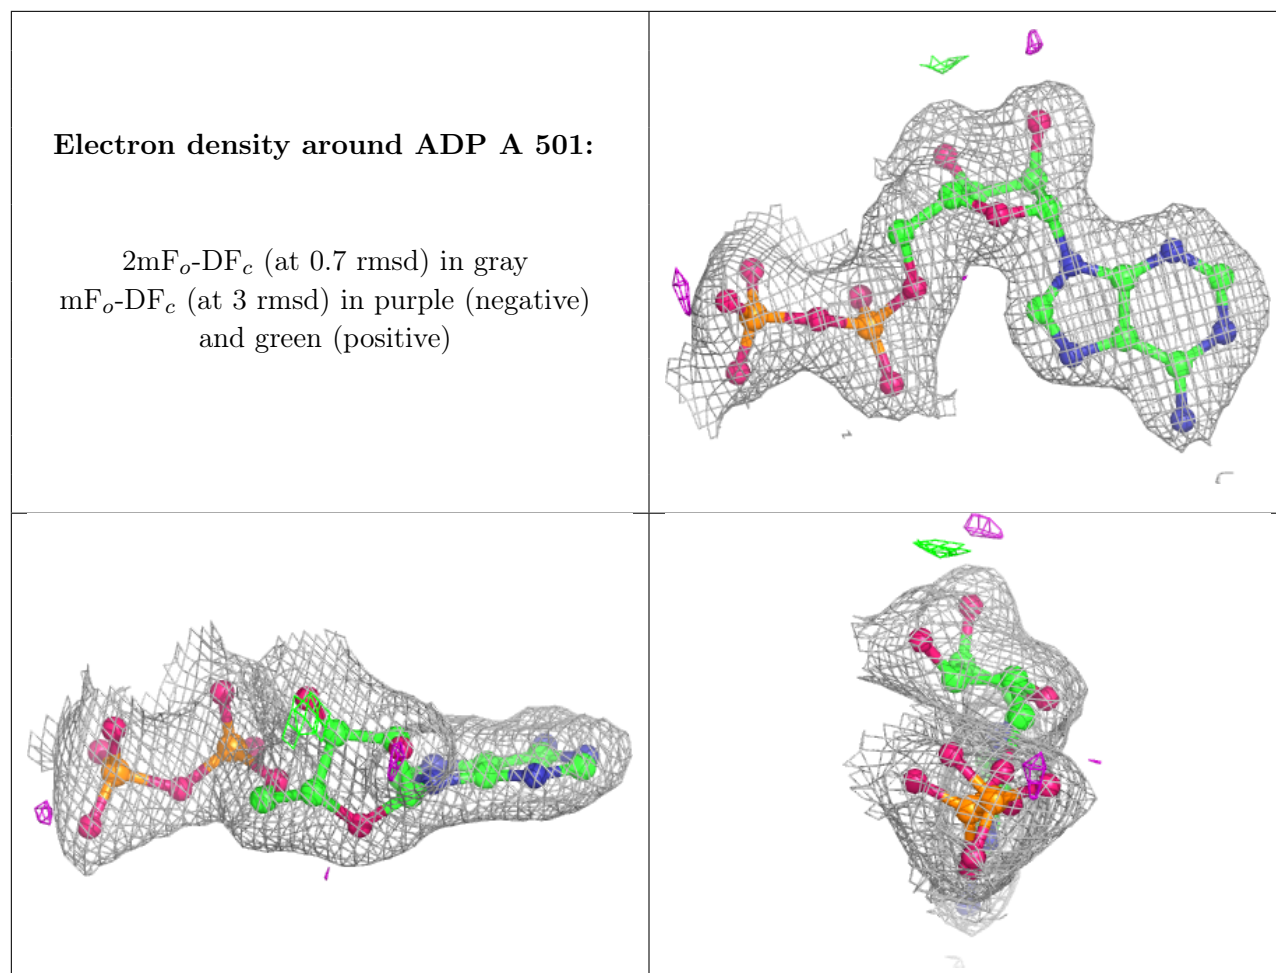 Electron density around ADP A 501:
2mFₒ-DF𝒸 (at 0.7 rmsd) in gray
mFₒ-DF𝒸 (at 3 rmsd) in purple (negative)
and green (positive)